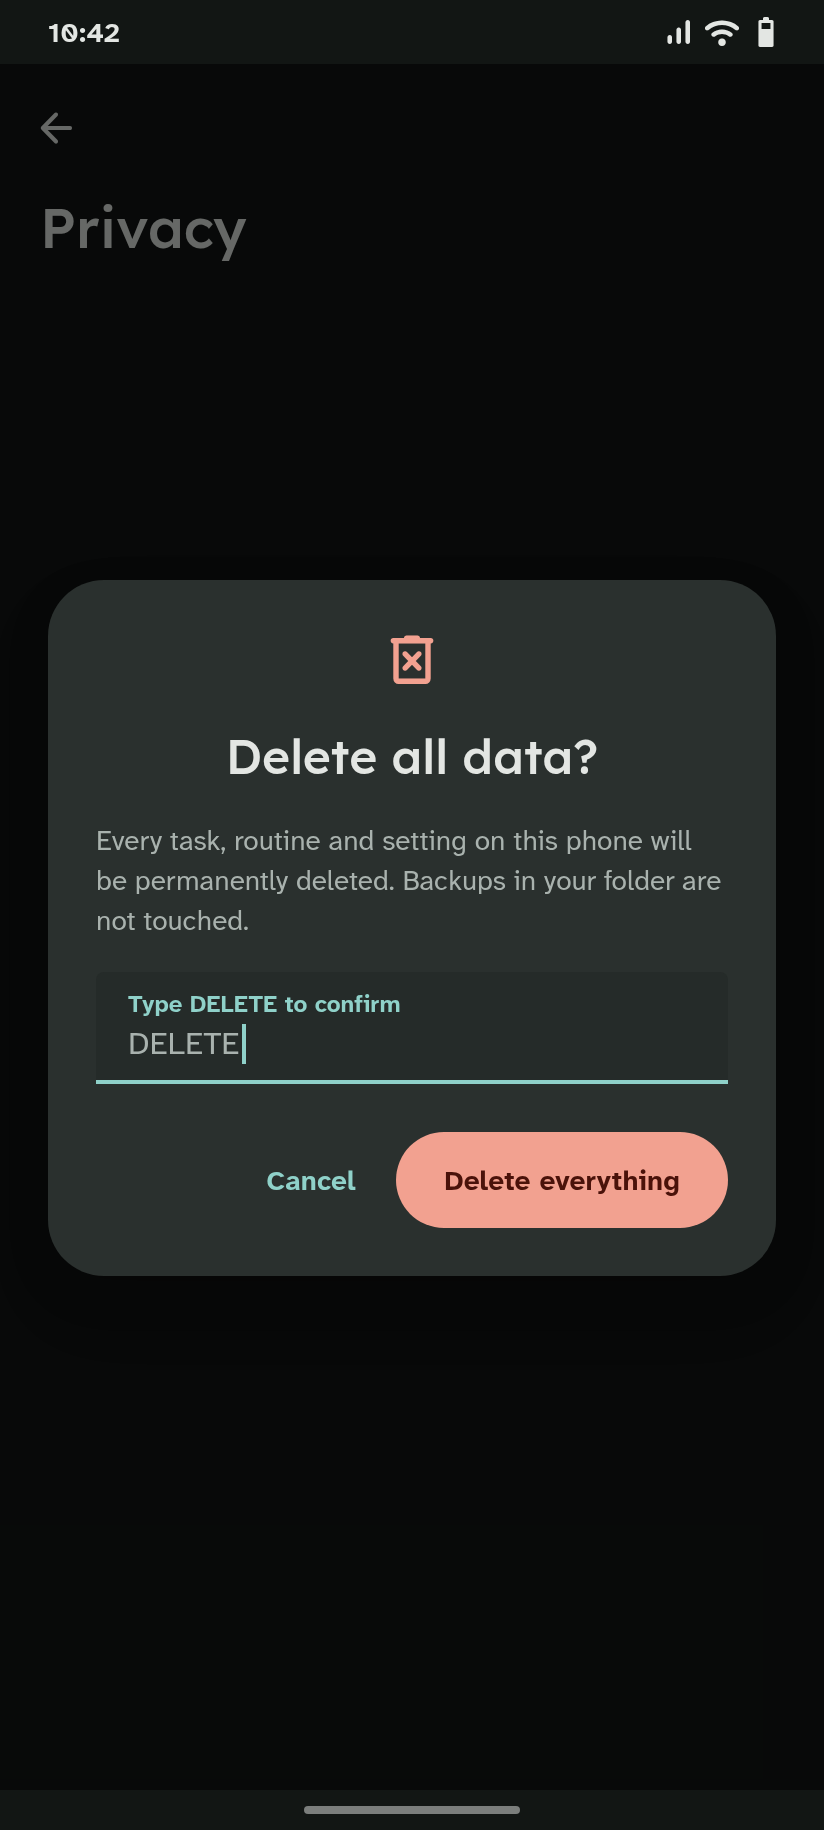 10:42
Privacy
Delete all data?
Every task, routine and setting on this phone will
be permanently deleted. Backups in your folder are
not touched.
Type DELETE to confirm
DELETE
Cancel
Delete everything